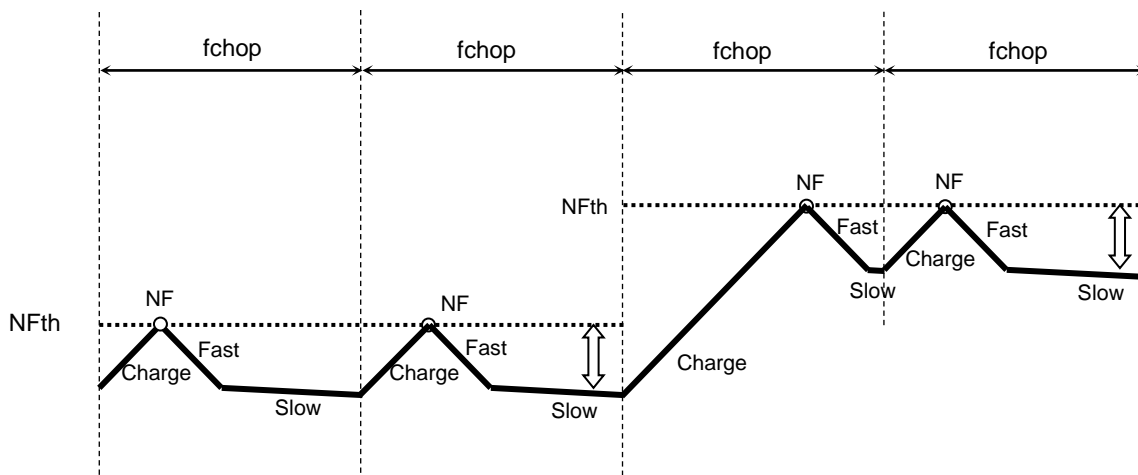 fchop
fchop
fchop
fchop
NF
NF
NFth
Fast
Fast
Charge
Slow
Slow
NF
NF
NFth
Fast
Fast
Charge
Charge
Charge
Slow
Slow